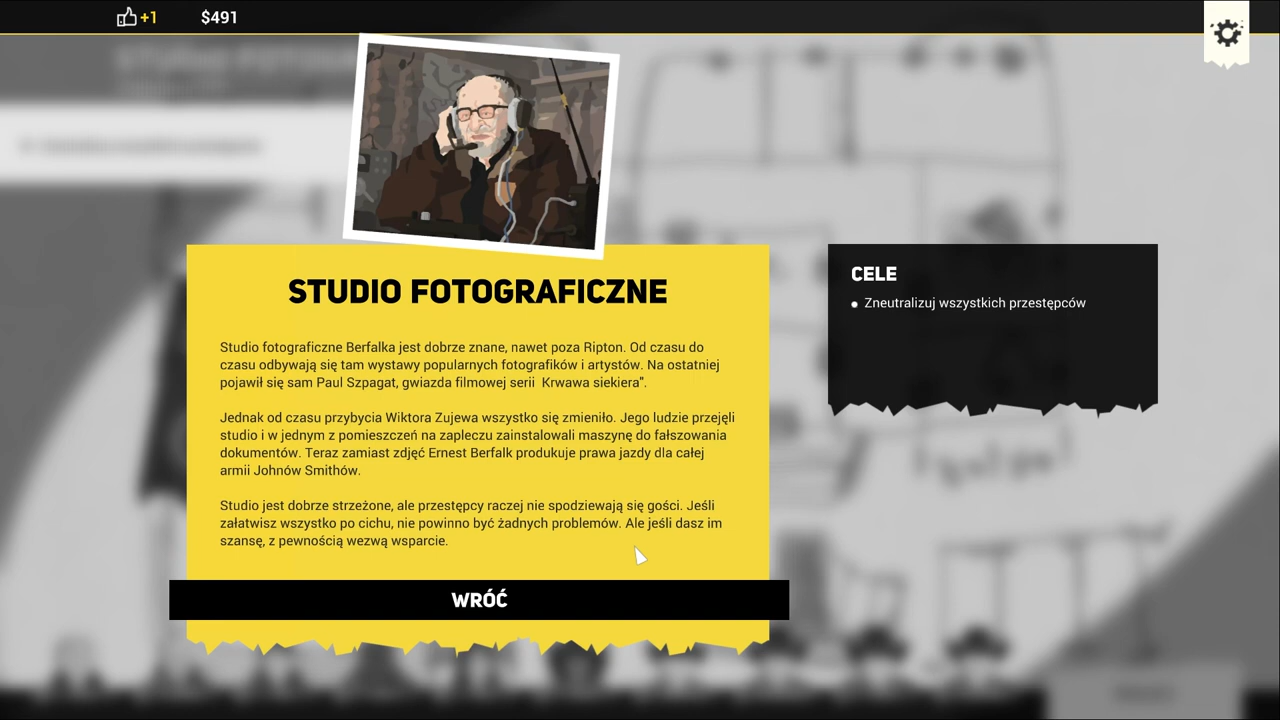 +1 $491
STUDIO FOTOGRAFICZNE
Studio fotograficzne Berfalka jest dobrze znane, nawet poza Ripton. Od czasu do
czasu odbywają się tam wystawy popularnych fotografików i artystów. Na ostatniej
pojawił się sam Paul Szpagat, gwiazda filmowej serii  Krwawa siekiera".
Jednak od czasu przybycia Wiktora Zujewa wszystko się zmieniło. Jego ludzie przejęli
studio i w jednym z pomieszczeń na zapleczu zainstalowali maszynę do fałszowania
dokumentów. Teraz zamiast zdjęć Ernest Berfalk produkuje prawa jazdy dla całej
armii Johnów Smithów.
Studio jest dobrze strzeżone, ale przestępcy raczej nie spodziewają się gości. Jeśli
załatwisz wszystko po cichu, nie powinno być żadnych problemów. Ale jeśli dasz im
szansę, z pewnością wezwą wsparcie.
WRÓĆ
CELE
Zneutralizuj wszystkich przestępców